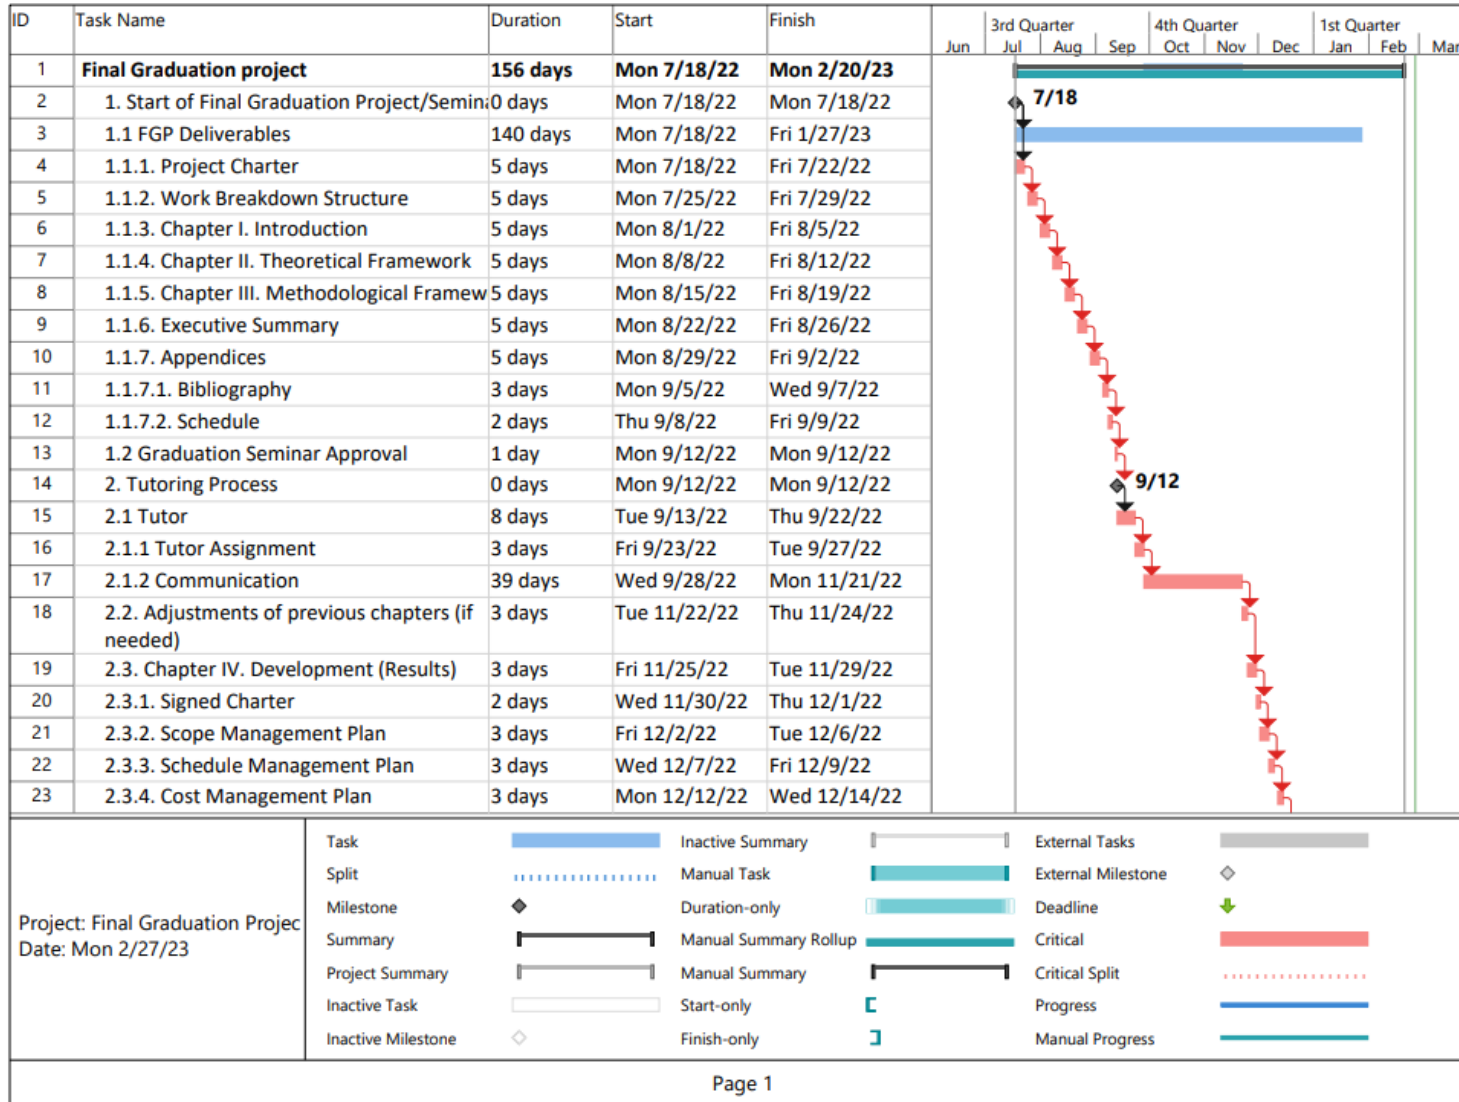 ID Task Name Duration Start Finish
3rd Quarter 4th Quarter 1st Quarter
Jun Jul Aug Sep Oct Nov Dec Jan Feb Mar
1 Final Graduation project 156 days Mon 7/18/22 Mon 2/20/23
2 1. Start of Final Graduation Project/Semina 0 days Mon 7/18/22 Mon 7/18/22 7/18
3 1.1 FGP Deliverables 140 days Mon 7/18/22 Fri 1/27/23
4 1.1.1. Project Charter 5 days Mon 7/18/22 Fri 7/22/22
5 1.1.2. Work Breakdown Structure 5 days Mon 7/25/22 Fri 7/29/22
6 1.1.3. Chapter I. Introduction 5 days Mon 8/1/22 Fri 8/5/22
7 1.1.4. Chapter II. Theoretical Framework 5 days Mon 8/8/22 Fri 8/12/22
8 1.1.5. Chapter III. Methodological Framew 5 days Mon 8/15/22 Fri 8/19/22
9 1.1.6. Executive Summary 5 days Mon 8/22/22 Fri 8/26/22
10 1.1.7. Appendices 5 days Mon 8/29/22 Fri 9/2/22
11 1.1.7.1. Bibliography 3 days Mon 9/5/22 Wed 9/7/22
12 1.1.7.2. Schedule 2 days Thu 9/8/22 Fri 9/9/22
13 1.2 Graduation Seminar Approval 1 day Mon 9/12/22 Mon 9/12/22
14 2. Tutoring Process 0 days Mon 9/12/22 Mon 9/12/22 9/12
15 2.1 Tutor 8 days Tue 9/13/22 Thu 9/22/22
16 2.1.1 Tutor Assignment 3 days Fri 9/23/22 Tue 9/27/22
17 2.1.2 Communication 39 days Wed 9/28/22 Mon 11/21/22
18 2.2. Adjustments of previous chapters (if 3 days Tue 11/22/22 Thu 11/24/22
needed)
19 2.3. Chapter IV. Development (Results) 3 days Fri 11/25/22 Tue 11/29/22
20 2.3.1. Signed Charter 2 days Wed 11/30/22 Thu 12/1/22
21 2.3.2. Scope Management Plan 3 days Fri 12/2/22 Tue 12/6/22
22 2.3.3. Schedule Management Plan 3 days Wed 12/7/22 Fri 12/9/22
23 2.3.4. Cost Management Plan 3 days Mon 12/12/22 Wed 12/14/22
Project: Final Graduation Projec
Date: Mon 2/27/23
Task Inactive Summary External Tasks
Split Manual Task External Milestone
Milestone Duration-only Deadline
Summary Manual Summary Rollup Critical
Project Summary Manual Summary Critical Split
Inactive Task Start-only Progress
Inactive Milestone Finish-only Manual Progress
Page 1